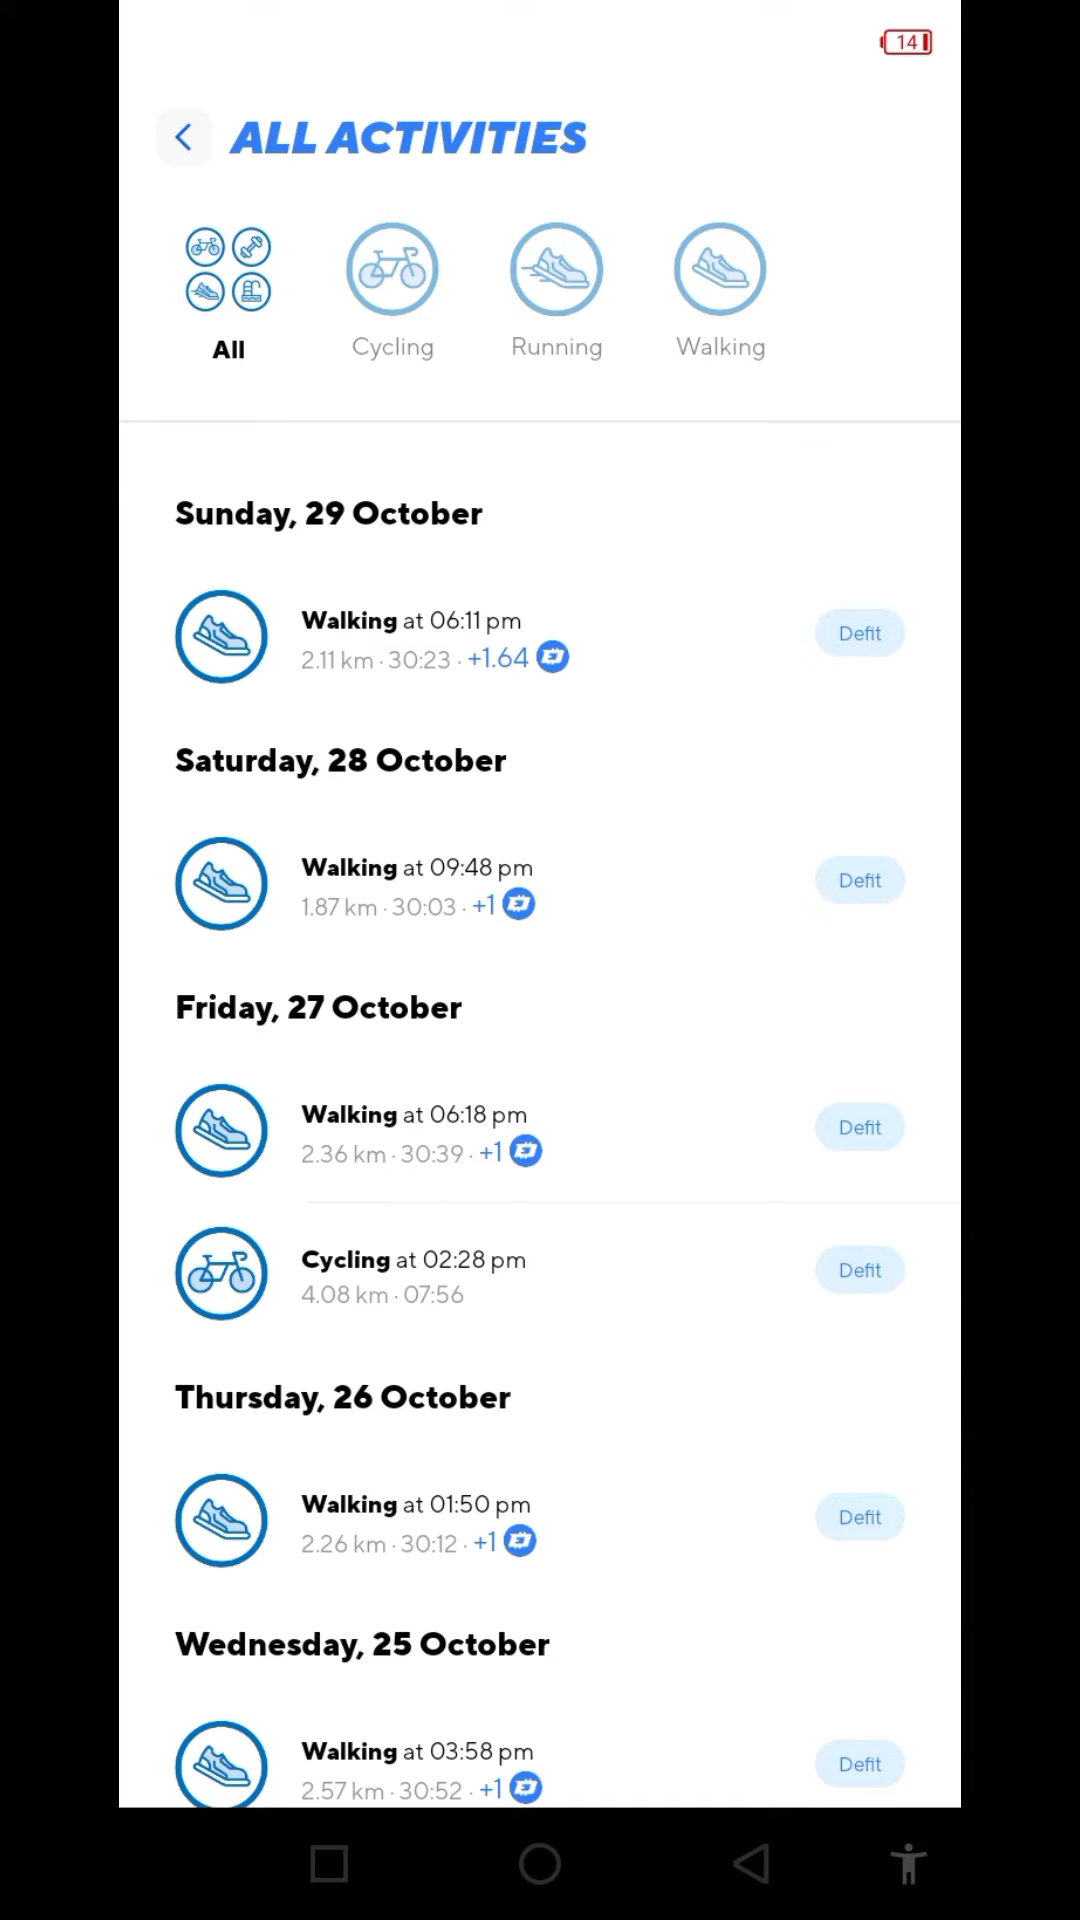 14
ALL ACTIVITIES
All
Cycling
Running
Walking
Sunday, 29 October
Walking at 06:11 pm
Defit
2.11 km · 30:23 · +1.64
Saturday, 28 October
Walking at 09:48 pm
Defit
1.87 km · 30:03 · +1
Friday, 27 October
Walking at 06:18 pm
Defit
2.36 km · 30:39 · +1
Cycling at 02:28 pm
Defit
4.08 km · 07:56
Thursday, 26 October
Walking at 01:50 pm
Defit
2.26 km · 30:12 · +1
Wednesday, 25 October
Walking at 03:58 pm
Defit
2.57 km · 30:52 · +1